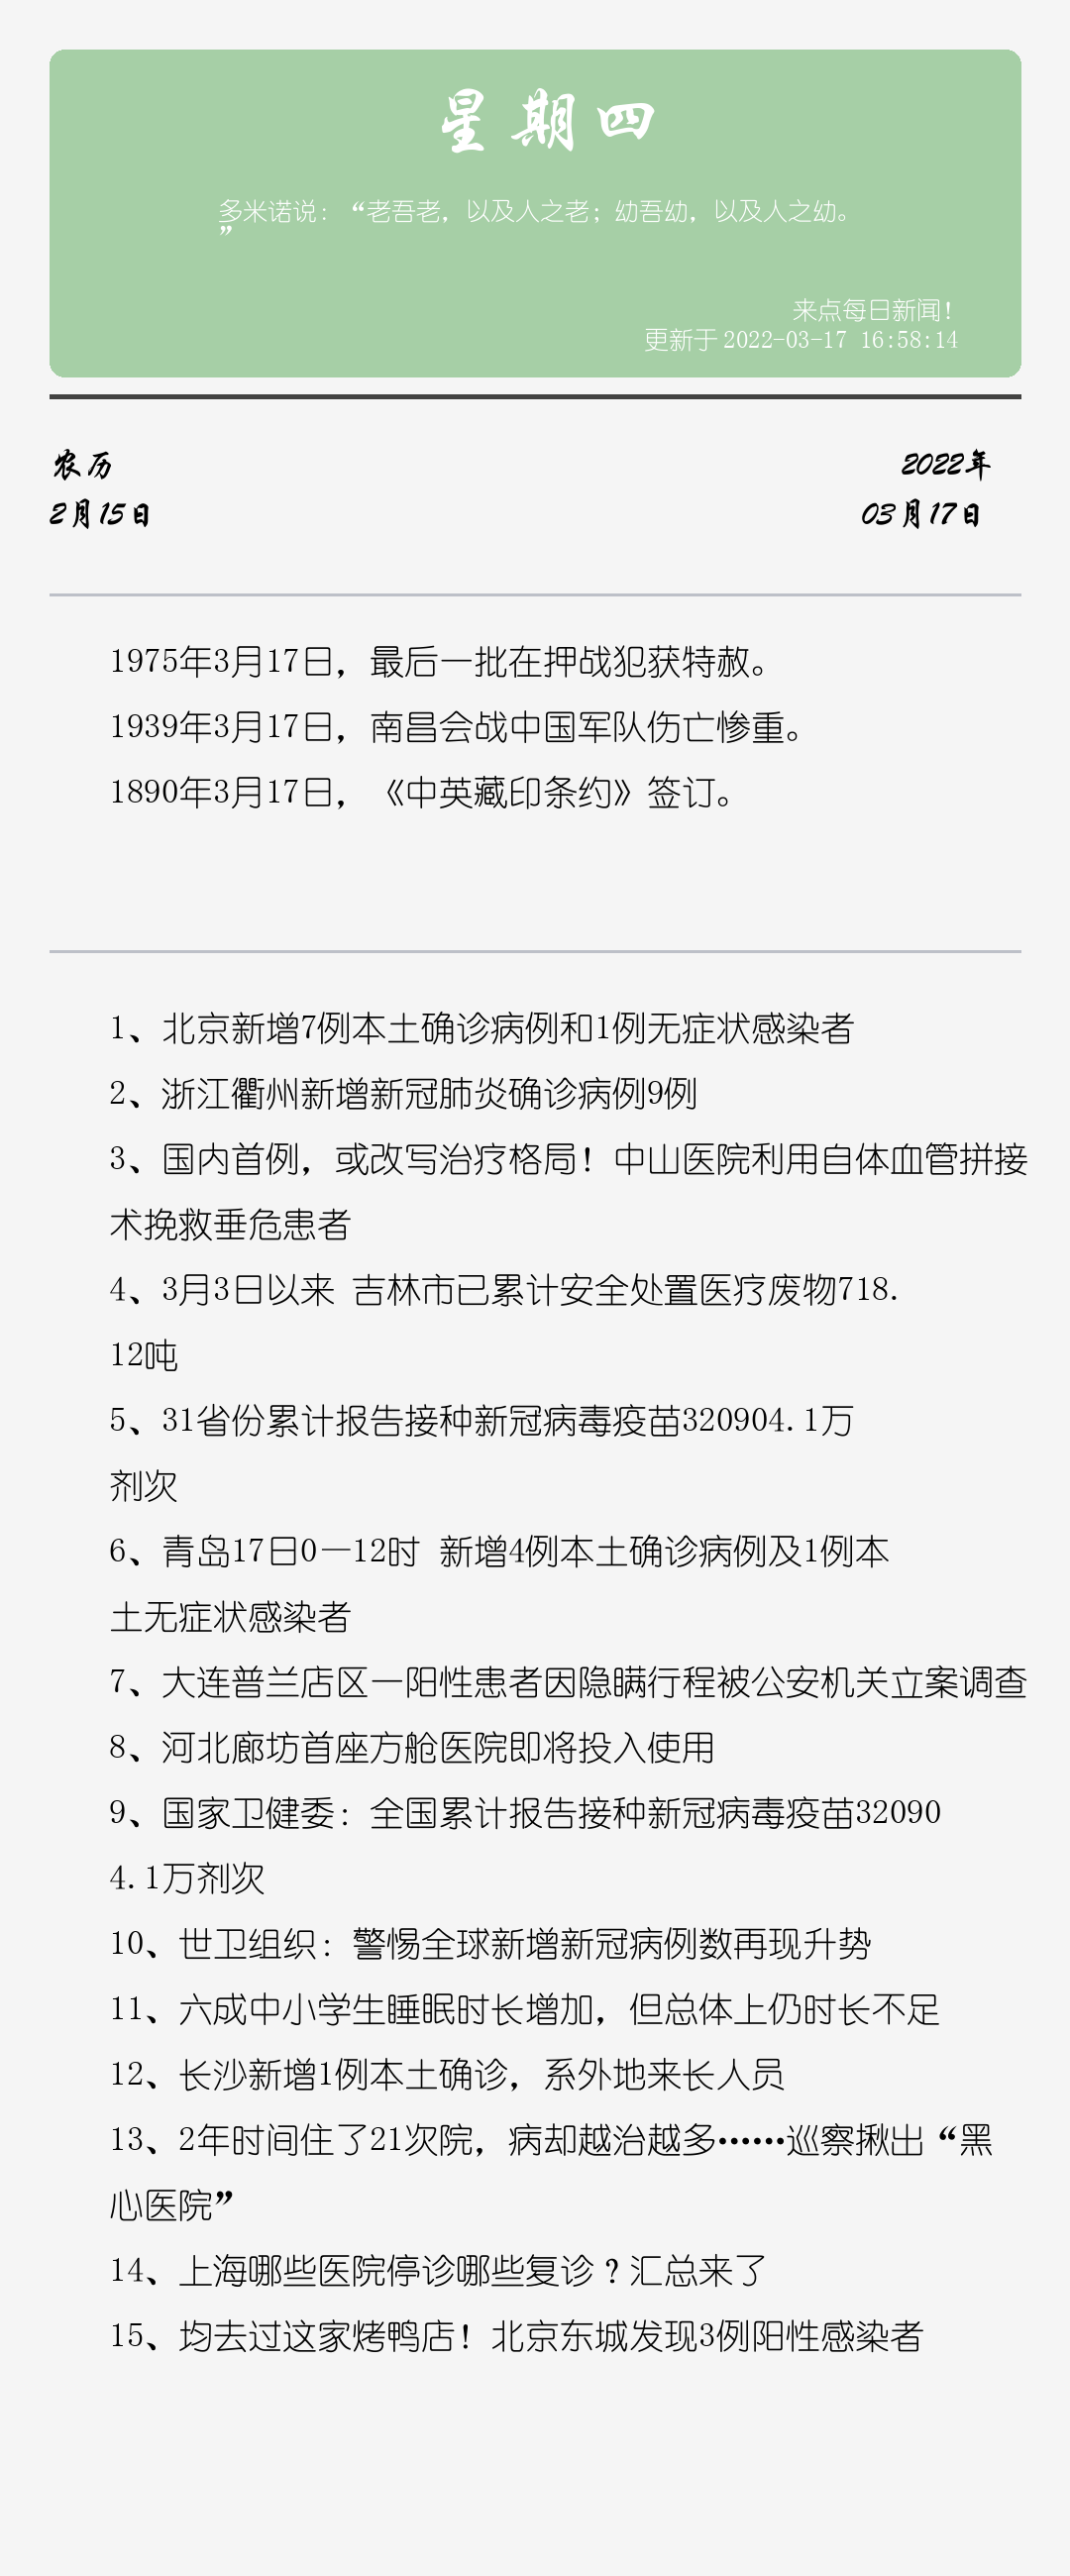 星期四
多米诺说：“老吾老，以及人之老；幼吾幼，以及人之幼。
”
来点每日新闻！
更新于 2022-03-17 16:58:14
农历
2022年
2月15日
03月17日
1975年3月17日，最后一批在押战犯获特赦。
1939年3月17日，南昌会战中国军队伤亡惨重。
1890年3月17日，《中英藏印条约》签订。
1、北京新增7例本土确诊病例和1例无症状感染者
2、浙江衢州新增新冠肺炎确诊病例9例
3、国内首例，或改写治疗格局！中山医院利用自体血管拼接
术挽救垂危患者
4、3月3日以来 吉林市已累计安全处置医疗废物718.
12吨
5、31省份累计报告接种新冠病毒疫苗320904.1万
剂次
6、青岛17日0—12时 新增4例本土确诊病例及1例本
土无症状感染者
7、大连普兰店区一阳性患者因隐瞒行程被公安机关立案调查
8、河北廊坊首座方舱医院即将投入使用
9、国家卫健委：全国累计报告接种新冠病毒疫苗32090
4.1万剂次
10、世卫组织：警惕全球新增新冠病例数再现升势
11、六成中小学生睡眠时长增加，但总体上仍时长不足
12、长沙新增1例本土确诊，系外地来长人员
13、2年时间住了21次院，病却越治越多……巡察揪出“黑
心医院”
14、上海哪些医院停诊哪些复诊？汇总来了
15、均去过这家烤鸭店！北京东城发现3例阳性感染者